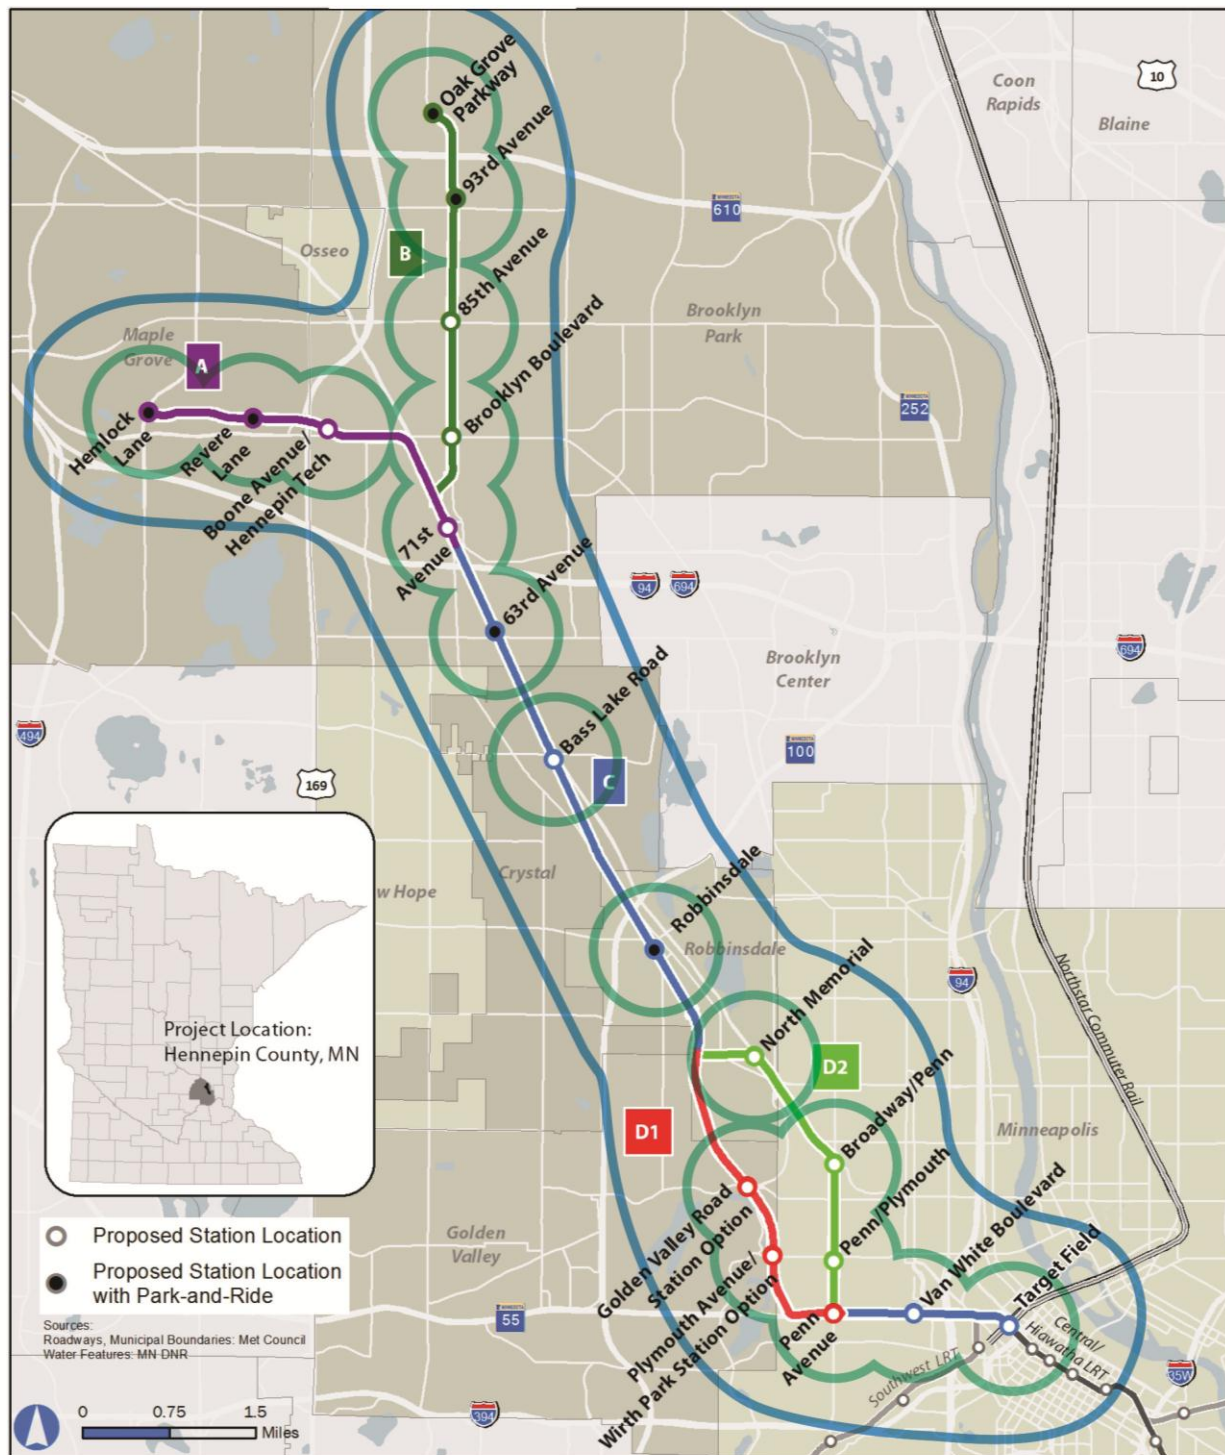 Oak Grove
Parkway
Coon
Rapids
10
Blaine
93rd Avenue
610
Osseo
B
85th Avenue
Brooklyn
Park
Maple
Grove
A
Brooklyn Boulevard
252
Hemlock
Lane
Revere
Lane
Boone Avenue/
Hennepin Tech
71st
Avenue
63rd Avenue
94
694
694
Brooklyn
Center
Bass Lake Road
494
100
169
C
Crystal
w Hope
Robbinsdale
Robbinsdale
94
Northstar Commuter Rail
North Memorial
Project Location:
Hennepin County, MN
D2
Broadway/Penn
D1
Minneapolis
Penn/Plymouth
Van White Boulevard
Target Field
Golden
Valley
Golden Valley Road
Station Option
Plymouth Avenue/
Wirth Park Station Option
Penn
Avenue
Proposed Station Location
Proposed Station Location
with Park-and-Ride
Sources:
Roadways, Municipal Boundaries: Met Council
Water Features: MN DNR
55
Central/
Hiawatha LRT
Southwest LRT
35W
394
0 0.75 1.5
Miles